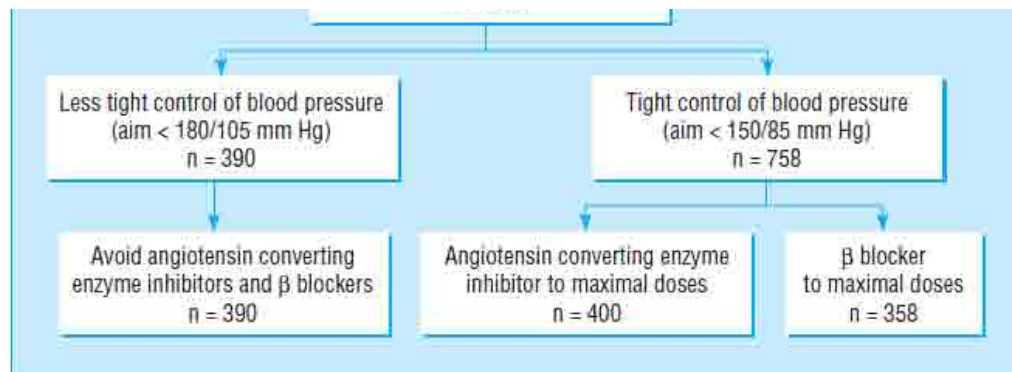 Less tight control of blood pressure
(aim < 180/105 mm Hg)
n = 390
Tight control of blood pressure
(aim < 150/85 mm Hg)
n = 758
Avoid angiotensin converting
enzyme inhibitors and β blockers
n = 390
Angiotensin converting enzyme
inhibitor to maximal doses
n = 400
β blocker
to maximal doses
n = 358